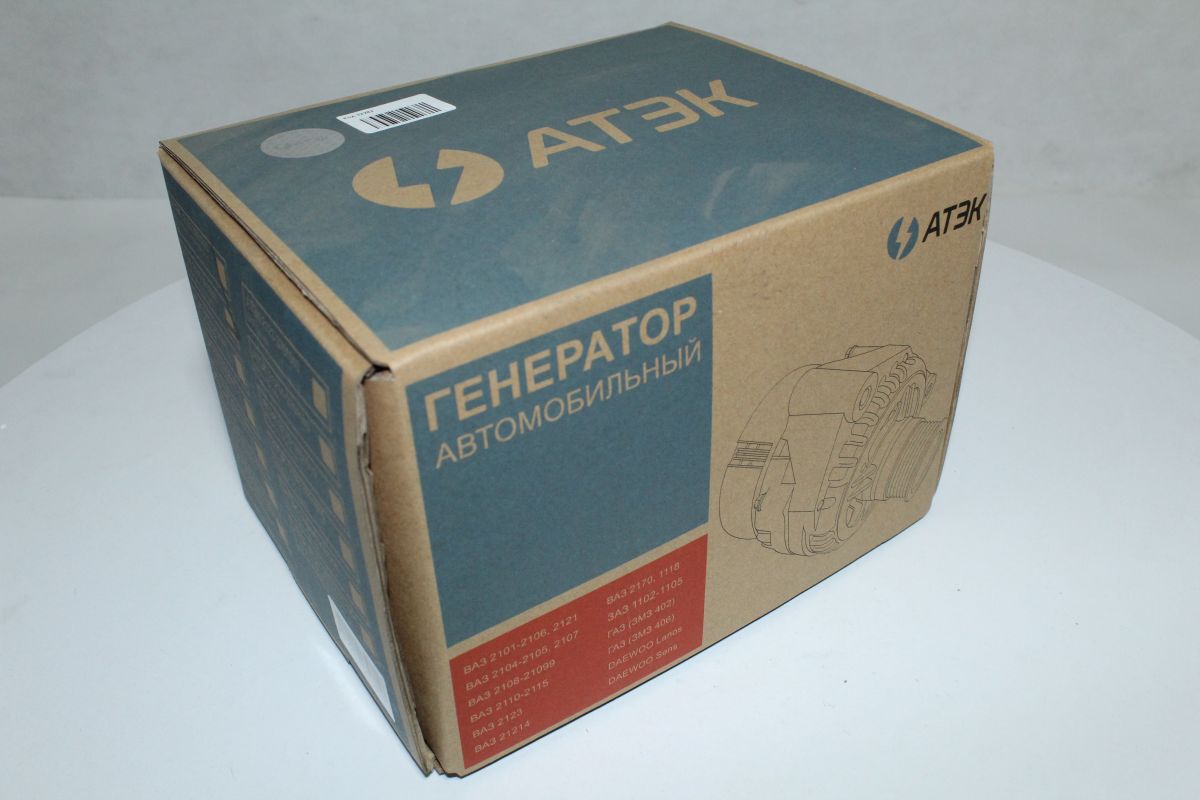 АТЭК
АТЭК
ГЕНЕРАТОР
АВТОМОБИЛЬНЫЙ
ВАЗ 2101-2106, 2121
ВАЗ 2104-2105, 2107
ВАЗ 2108-21099
ВАЗ 2110-2115
ВАЗ 2123
ВАЗ 21214
ВАЗ 2170, 1118
ЗАЗ 1102-1105
ГАЗ (ЗМЗ 402)
ГАЗ (ЗМЗ 406)
DAEWOO Lanos
DAEWOO Sens